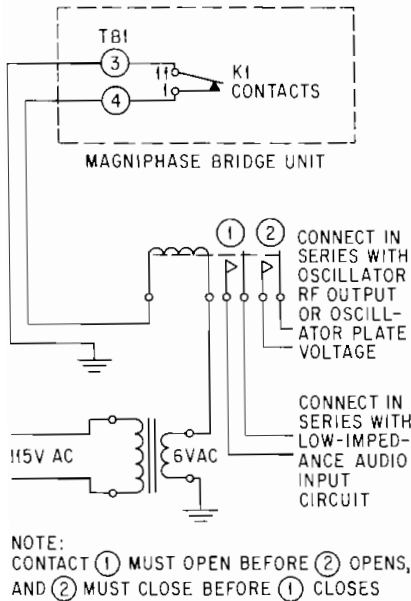 TB1
3
4
11
1
K1
CONTACTS
MAGNIPHASE BRIDGE UNIT
1
2
CONNECT IN
SERIES WITH
OSCILLATOR
RF OUTPUT
OR OSCILL-
ATOR PLATE
VOLTAGE
CONNECT IN
SERIES WITH
LOW-IMPED-
ANCE AUDIO
INPUT
CIRCUIT
115V AC
6VAC
NOTE:
CONTACT 1 MUST OPEN BEFORE 2 OPENS,
AND 2 MUST CLOSE BEFORE 1 CLOSES